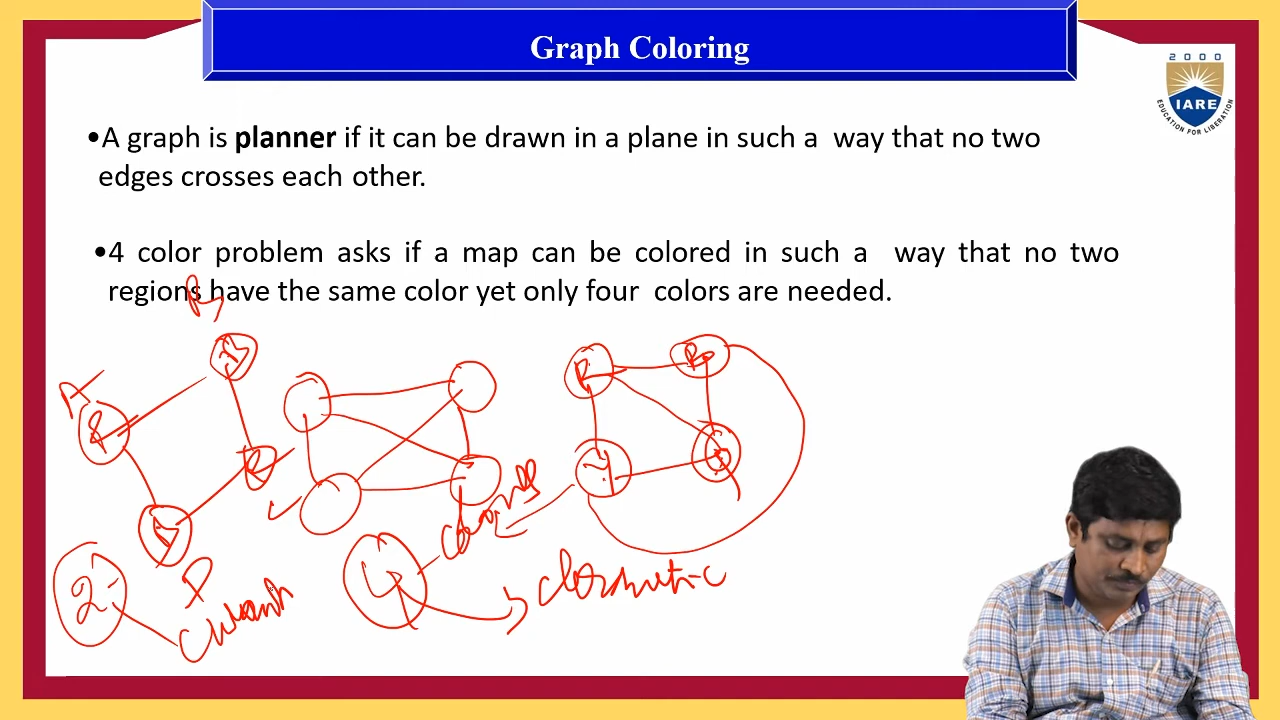 Graph Coloring
2000
IARE
EDUCATION FOR LIBERATION
•A graph is planner if it can be drawn in a plane in such a way that no two
edges crosses each other.
•4 color problem asks if a map can be colored in such a way that no two
regions have the same color yet only four colors are needed.
B
A
R
R
Y
D
2
4